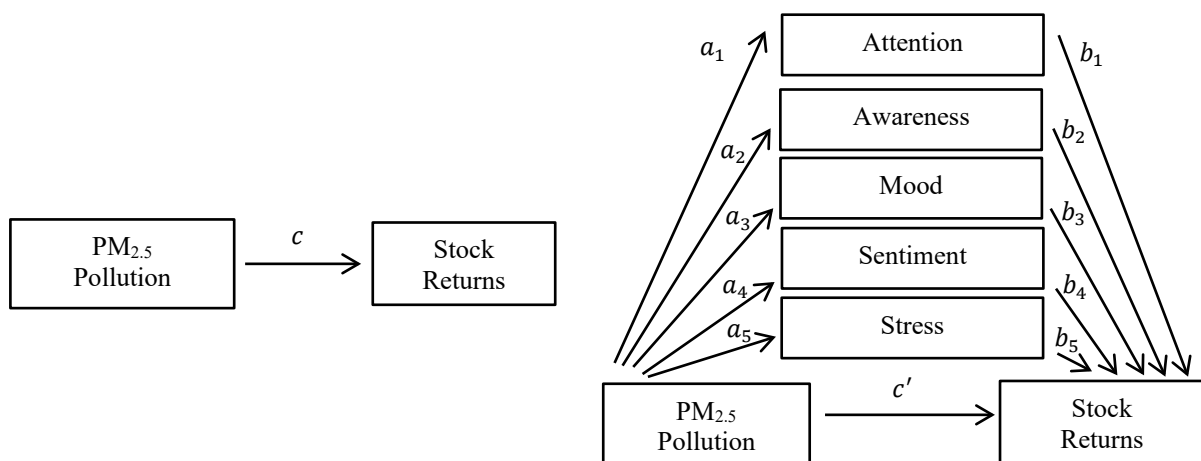 PM₂.₅
Pollution
c
Stock
Returns
Attention
Awareness
Mood
Sentiment
Stress
a₁
a₂
a₃
a₄
a₅
b₁
b₂
b₃
b₄
b₅
PM₂.₅
Pollution
c′
Stock
Returns